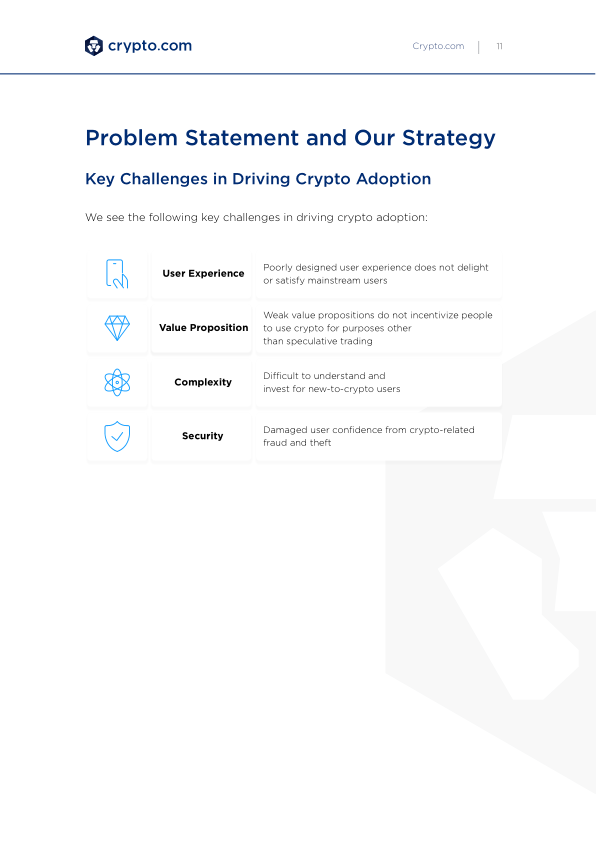 crypto.com
Crypto.com | 11
Problem Statement and Our Strategy
Key Challenges in Driving Crypto Adoption
We see the following key challenges in driving crypto adoption:
User Experience
Poorly designed user experience does not delight
or satisfy mainstream users
Value Proposition
Weak value propositions do not incentivize people
to use crypto for purposes other
than speculative trading
Complexity
Difficult to understand and
invest for new-to-crypto users
Security
Damaged user confidence from crypto-related
fraud and theft